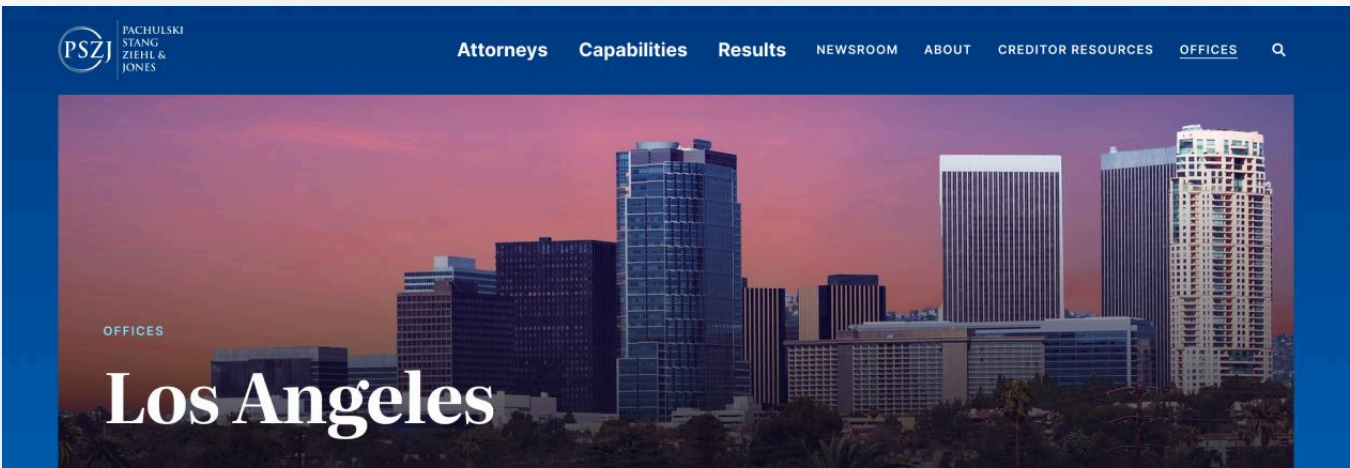 PSZJ
PACHULSKI
STANG
ZIEHL &
JONES
Attorneys Capabilities Results NEWSROOM ABOUT CREDITOR RESOURCES OFFICES
OFFICES
Los Angeles